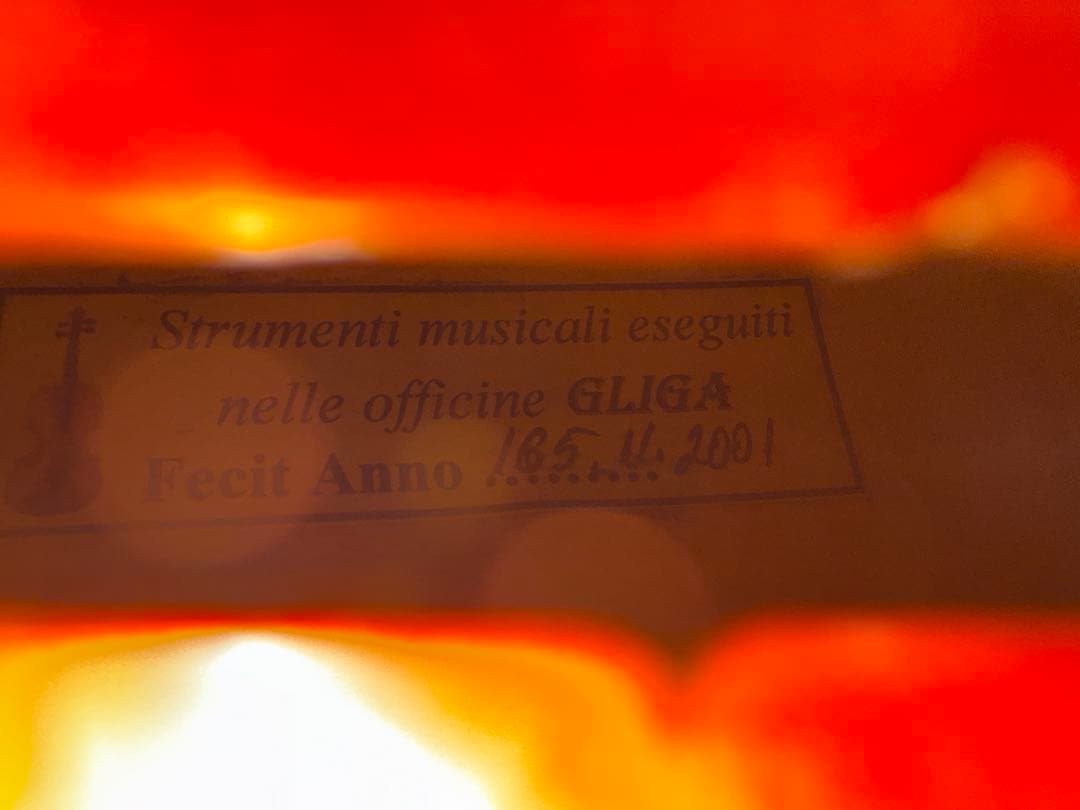 Strumenti musicali eseguiti
nelle officine GLIGA
Fecit Anno 165.11.2001